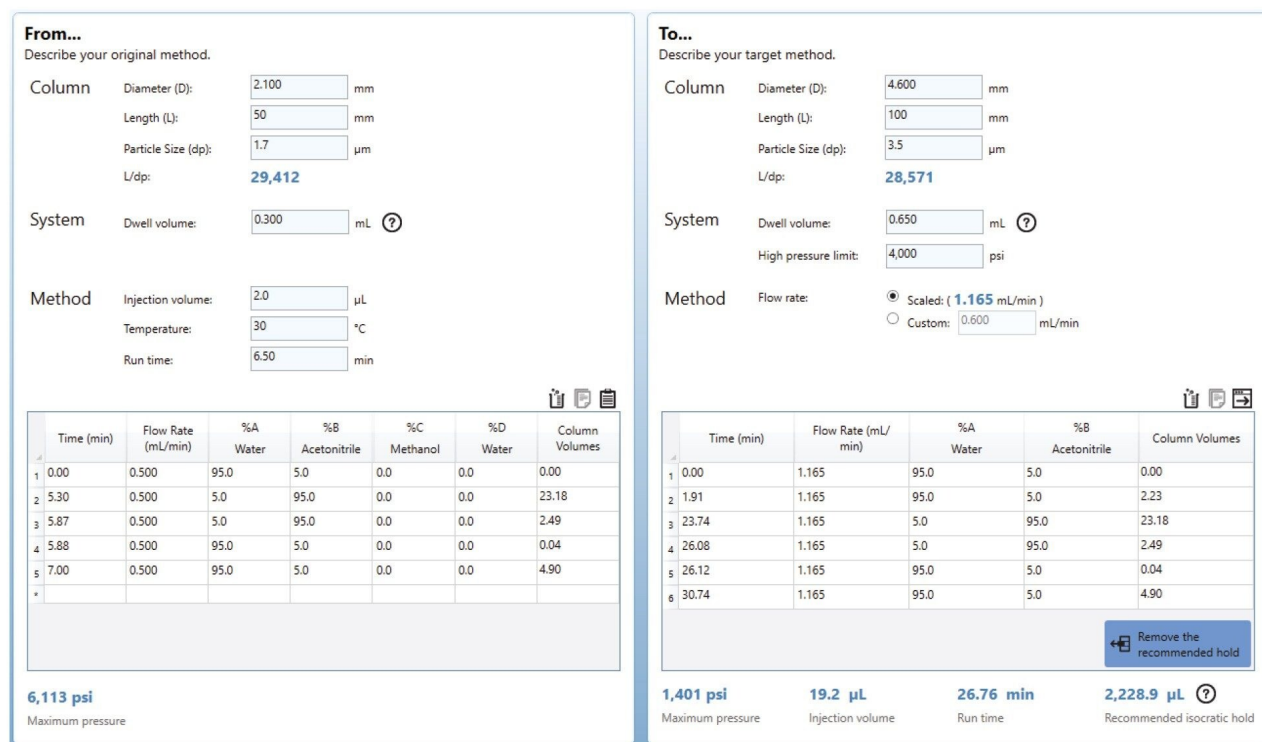 From...
Describe your original method.
Column
Diameter (D): 2.100 mm
Length (L): 50 mm
Particle Size (dp): 1.7 µm
L/dp: 29,412
System
Dwell volume: 0.300 mL ?
Method
Injection volume: 2.0 µL
Temperature: 30 °C
Run time: 6.50 min
Time (min) Flow Rate (mL/min) %A Water %B Acetonitrile %C Methanol %D Water Column Volumes
1 0.00 0.500 95.0 5.0 0.0 0.0 0.00
2 5.30 0.500 5.0 95.0 0.0 0.0 23.18
3 5.87 0.500 5.0 95.0 0.0 0.0 2.49
4 5.88 0.500 95.0 5.0 0.0 0.0 0.04
5 7.00 0.500 95.0 5.0 0.0 0.0 4.90
*
6,113 psi
Maximum pressure
To...
Describe your target method.
Column
Diameter (D): 4.600 mm
Length (L): 100 mm
Particle Size (dp): 3.5 µm
L/dp: 28,571
System
Dwell volume: 0.650 mL ?
High pressure limit: 4,000 psi
Method
Flow rate: Scaled: ( 1.165 mL/min )
Custom: 0.600 mL/min
Time (min) Flow Rate (mL/ min) %A Water %B Acetonitrile Column Volumes
1 0.00 1.165 95.0 5.0 0.00
2 1.91 1.165 95.0 5.0 2.23
3 23.74 1.165 5.0 95.0 23.18
4 26.08 1.165 5.0 95.0 2.49
5 26.12 1.165 95.0 5.0 0.04
6 30.74 1.165 95.0 5.0 4.90
Remove the
recommended hold
1,401 psi 19.2 µL 26.76 min 2,228.9 µL ?
Maximum pressure Injection volume Run time Recommended isocratic hold